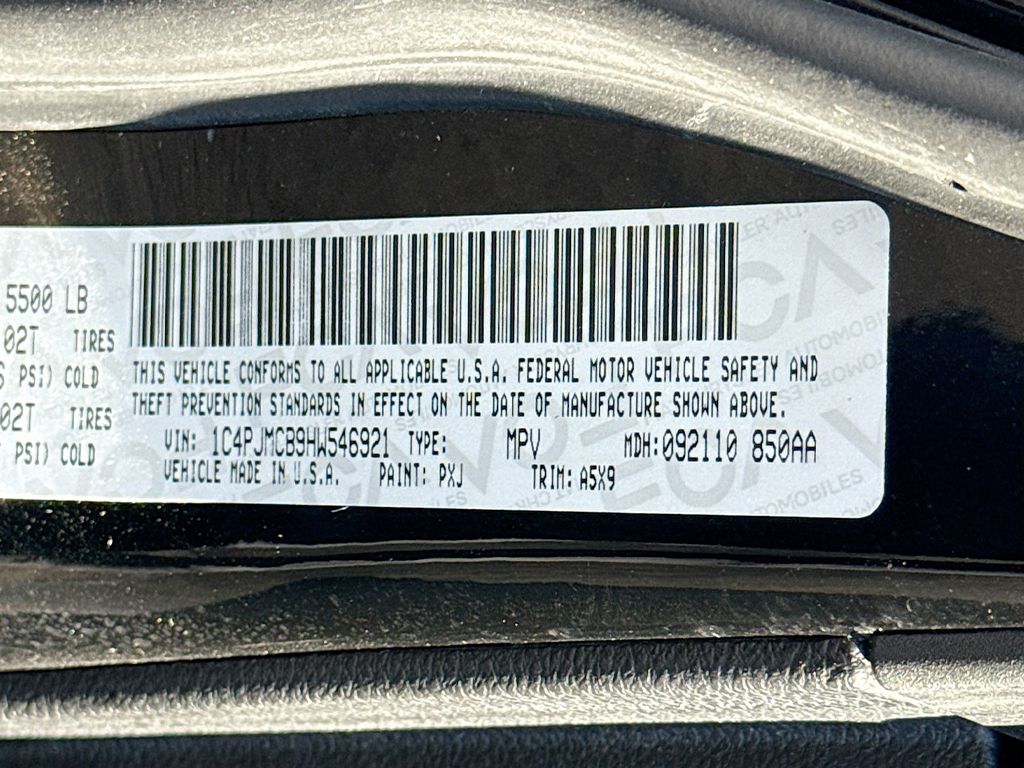 5500 LB
02T TIRES
PSI) COLD
02T TIRES
PSI) COLD
THIS VEHICLE CONFORMS TO ALL APPLICABLE U.S.A. FEDERAL MOTOR VEHICLE SAFETY AND
THEFT PREVENTION STANDARDS IN EFFECT ON THE DATE OF MANUFACTURE SHOWN ABOVE.
VIN: 1C4PJMCB9HW546921 TYPE: MPV MDH:092110 850AA
VEHICLE MADE IN U.S.A. PAINT: PXJ TRIM: A5X9